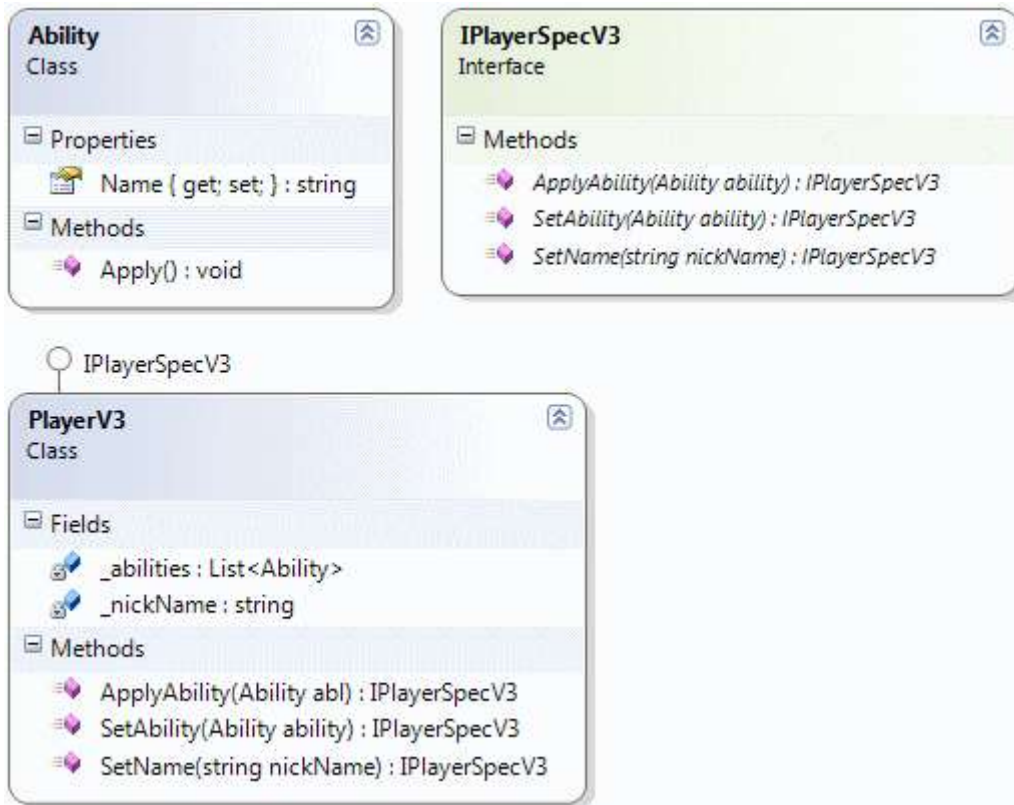 Ability
Class
Properties
Name { get; set; } : string
Methods
Apply() : void
IPlayerSpecV3
Interface
Methods
ApplyAbility(Ability ability) : IPlayerSpecV3
SetAbility(Ability ability) : IPlayerSpecV3
SetName(string nickName) : IPlayerSpecV3
IPlayerSpecV3
PlayerV3
Class
Fields
_abilities : List<Ability>
_nickName : string
Methods
ApplyAbility(Ability abl) : IPlayerSpecV3
SetAbility(Ability ability) : IPlayerSpecV3
SetName(string nickName) : IPlayerSpecV3